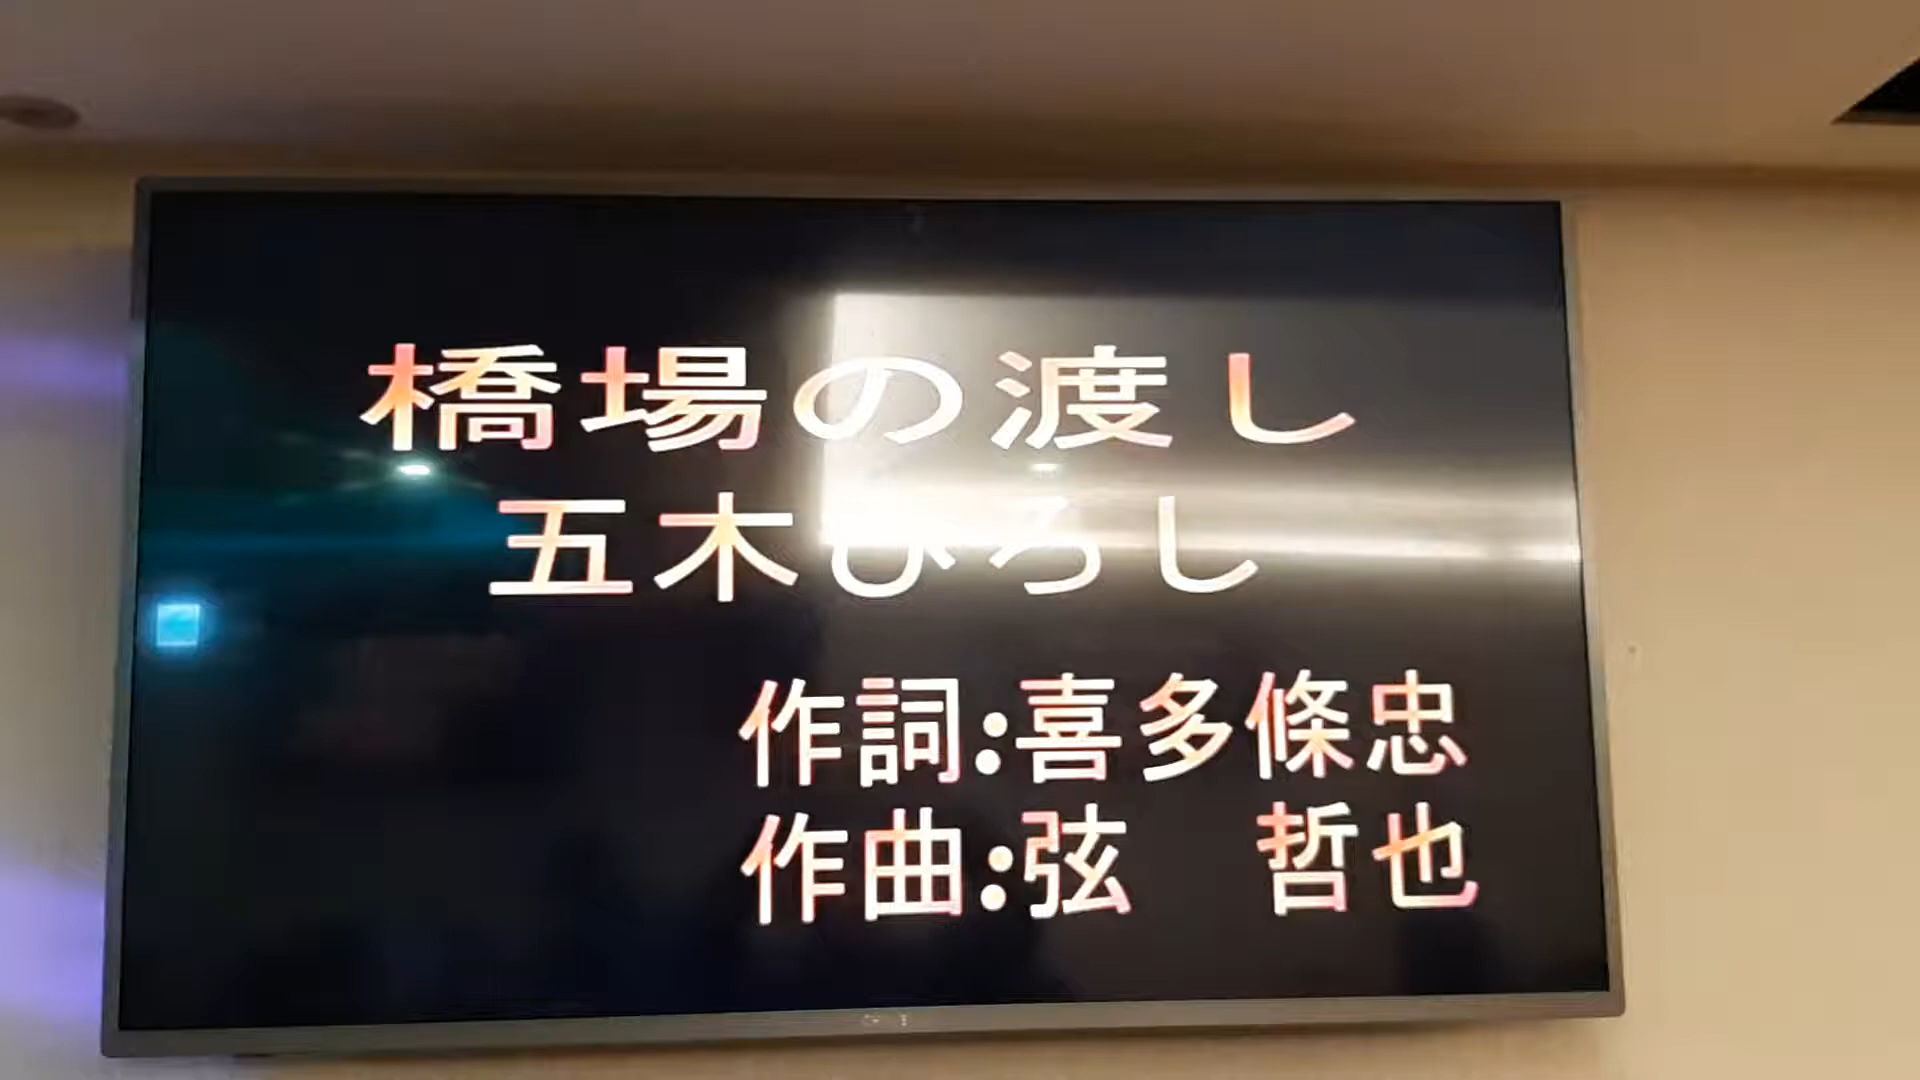 橋場の渡し
五木ひろし
作詞:喜多條忠
作曲:弦　哲也